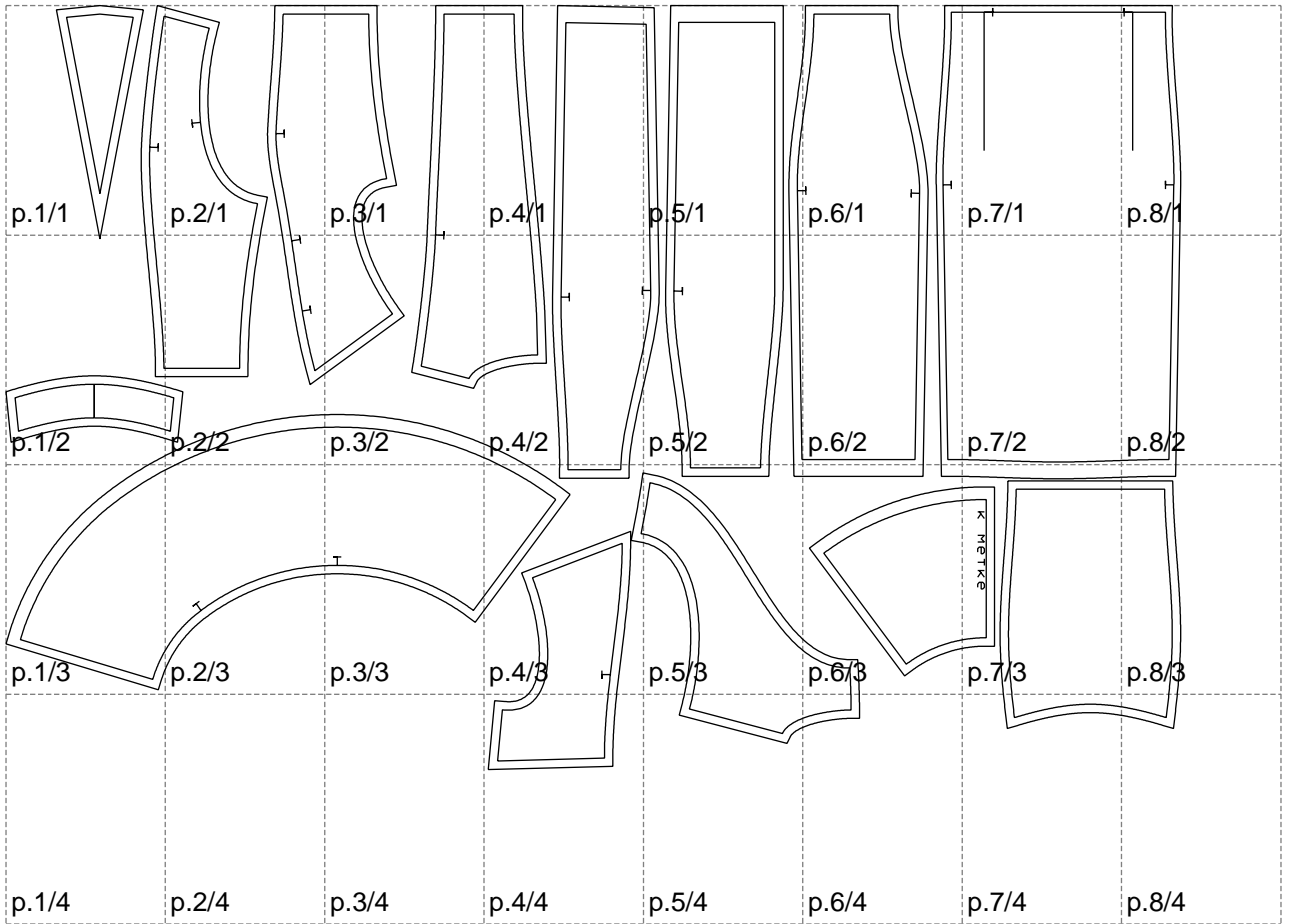 p.1/1 p.2/1 p.3/1 p.4/1 p.5/1 p.6/1 p.7/1 p.8/1
p.1/2 p.2/2 p.3/2 p.4/2 p.5/2 p.6/2 p.7/2 p.8/2
к метке
p.1/3 p.2/3 p.3/3 p.4/3 p.5/3 p.6/3 p.7/3 p.8/3
p.1/4 p.2/4 p.3/4 p.4/4 p.5/4 p.6/4 p.7/4 p.8/4